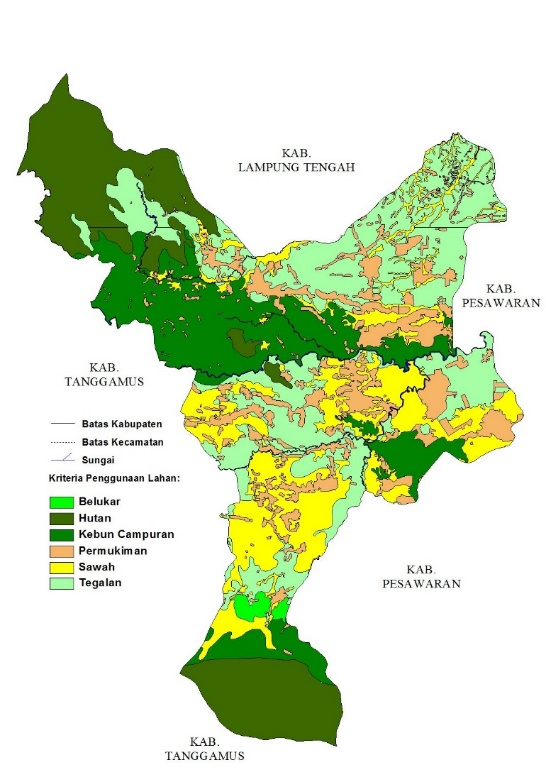 KAB.
LAMPUNG TENGAH
KAB.
PESAWARAN
KAB.
TANGGAMUS
Batas Kabupaten
Batas Kecamatan
Sungai
Kriteria Penggunaan Lahan:
Belukar
Hutan
Kebun Campuran
Permukiman
Sawah
Tegalan
KAB.
PESAWARAN
KAB.
TANGGAMUS